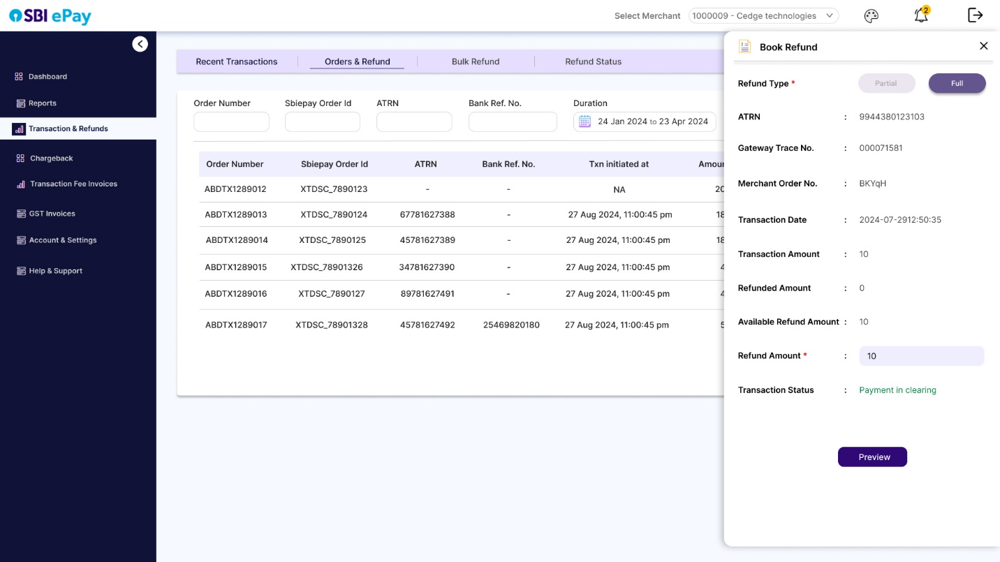 SBI ePay
Select Merchant 1000009 - Cedge technologies 2
Dashboard
Reports
Transaction & Refunds
Chargeback
Transaction Fee Invoices
GST Invoices
Account & Settings
Help & Support
Recent Transactions Orders & Refund Bulk Refund Refund Status
Order Number Sbiepay Order Id ATRN Bank Ref. No. Duration
24 Jan 2024 to 23 Apr 2024
Order Number Sbiepay Order Id ATRN Bank Ref. No. Txn initiated at
ABDTX1289012 XTDSC_7890123 - - NA 20
ABDTX1289013 XTDSC_7890124 67781627388 - 27 Aug 2024, 11:00:45 pm 18
ABDTX1289014 XTDSC_7890125 45781627389 - 27 Aug 2024, 11:00:45 pm 18
ABDTX1289015 XTDSC_78901326 34781627390 - 27 Aug 2024, 11:00:45 pm 4
ABDTX1289016 XTDSC_7890127 89781627491 - 27 Aug 2024, 11:00:45 pm 4
ABDTX1289017 XTDSC_78901328 45781627492 25469820180 27 Aug 2024, 11:00:45 pm 5
Book Refund
Refund Type * Partial Full
ATRN : 9944380123103
Gateway Trace No. : 000071581
Merchant Order No. : BKYqH
Transaction Date : 2024-07-2912:50:35
Transaction Amount : 10
Refunded Amount : 0
Available Refund Amount : 10
Refund Amount * : 10
Transaction Status : Payment in clearing
Preview